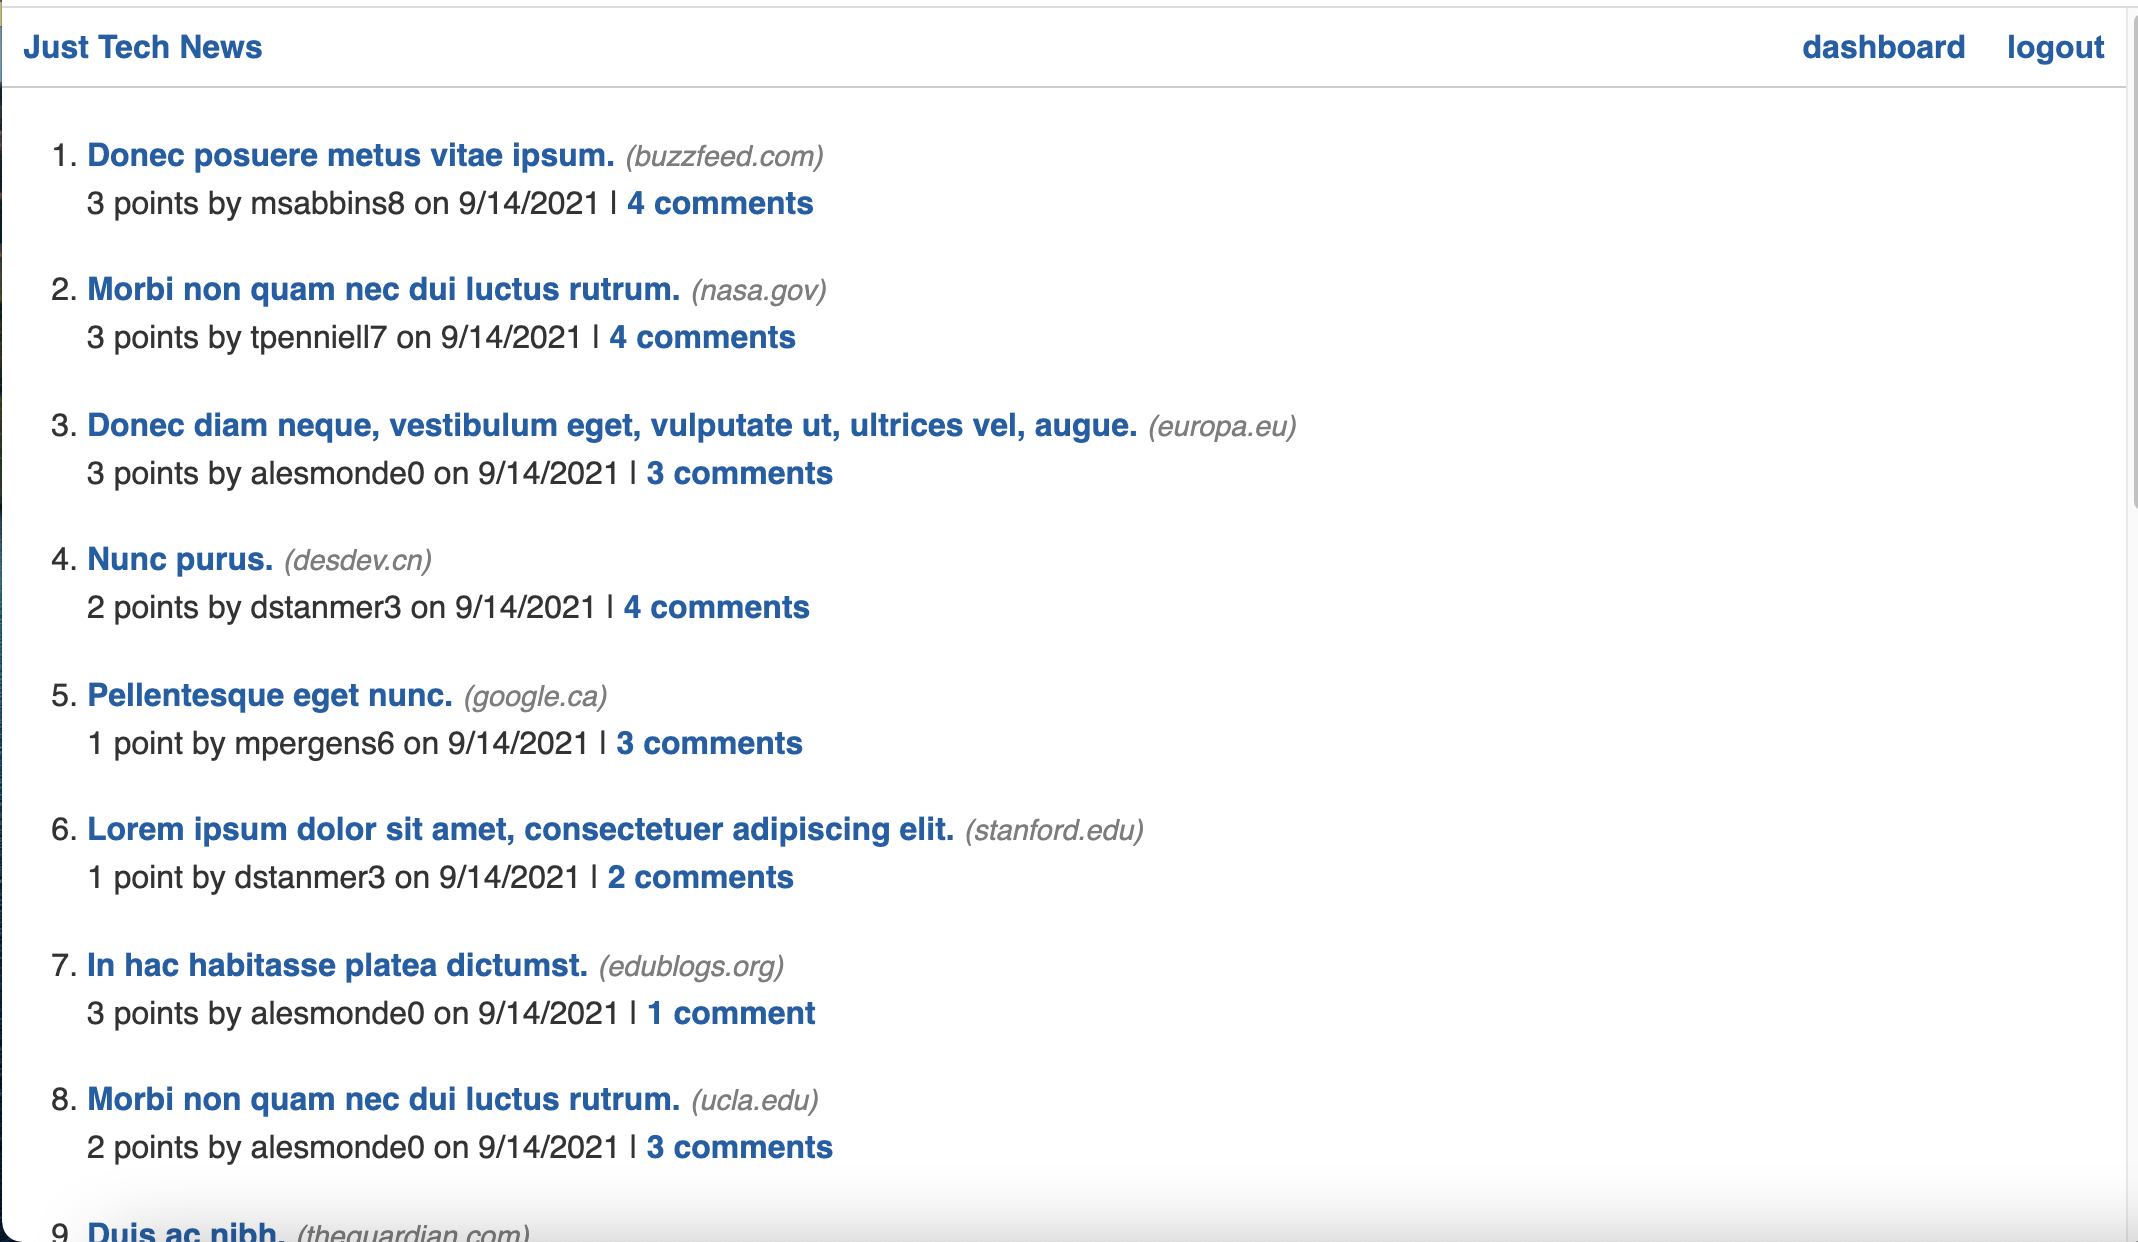 Just Tech News dashboard logout
1. Donec posuere metus vitae ipsum. (buzzfeed.com)
3 points by msabbins8 on 9/14/2021 | 4 comments
2. Morbi non quam nec dui luctus rutrum. (nasa.gov)
3 points by tpenniell7 on 9/14/2021 | 4 comments
3. Donec diam neque, vestibulum eget, vulputate ut, ultrices vel, augue. (europa.eu)
3 points by alesmonde0 on 9/14/2021 | 3 comments
4. Nunc purus. (desdev.cn)
2 points by dstanmer3 on 9/14/2021 | 4 comments
5. Pellentesque eget nunc. (google.ca)
1 point by mpergens6 on 9/14/2021 | 3 comments
6. Lorem ipsum dolor sit amet, consectetuer adipiscing elit. (stanford.edu)
1 point by dstanmer3 on 9/14/2021 | 2 comments
7. In hac habitasse platea dictumst. (edublogs.org)
3 points by alesmonde0 on 9/14/2021 | 1 comment
8. Morbi non quam nec dui luctus rutrum. (ucla.edu)
2 points by alesmonde0 on 9/14/2021 | 3 comments
9. Duis ac nibh. (theguardian.com)